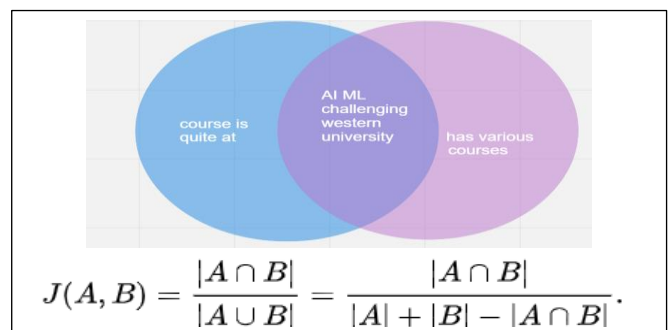 AI ML
challenging
western
university
course is
quite at
has various
courses
J(A, B) = |A ∩ B| / |A ∪ B| = |A ∩ B| / |A| + |B| − |A ∩ B|.